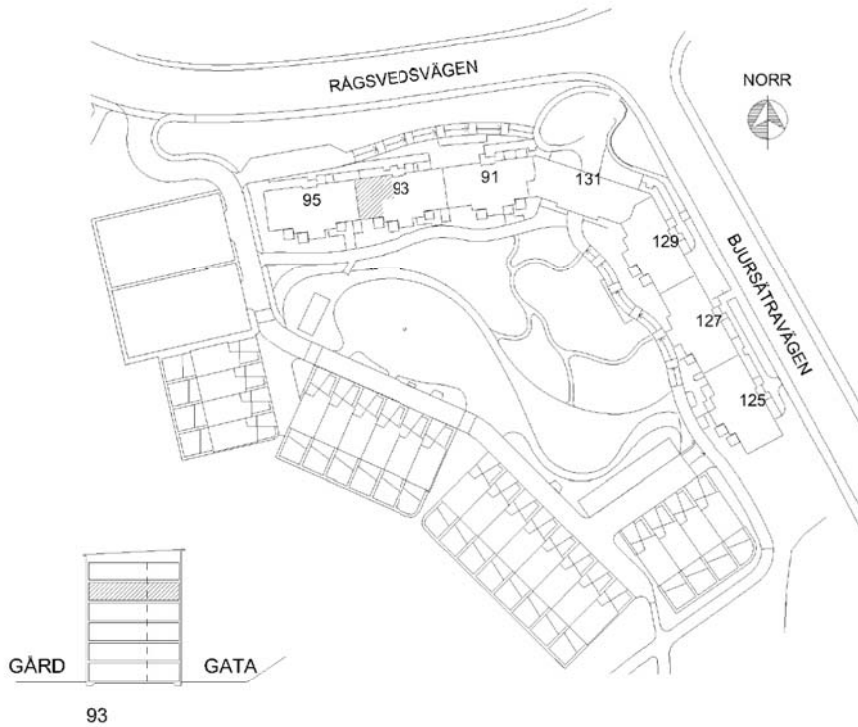 RÅGSVEDSVÄGEN
NORR
95
93
91
131
129
127
125
BJURSÄTRAVÄGEN
GÅRD
GATA
93